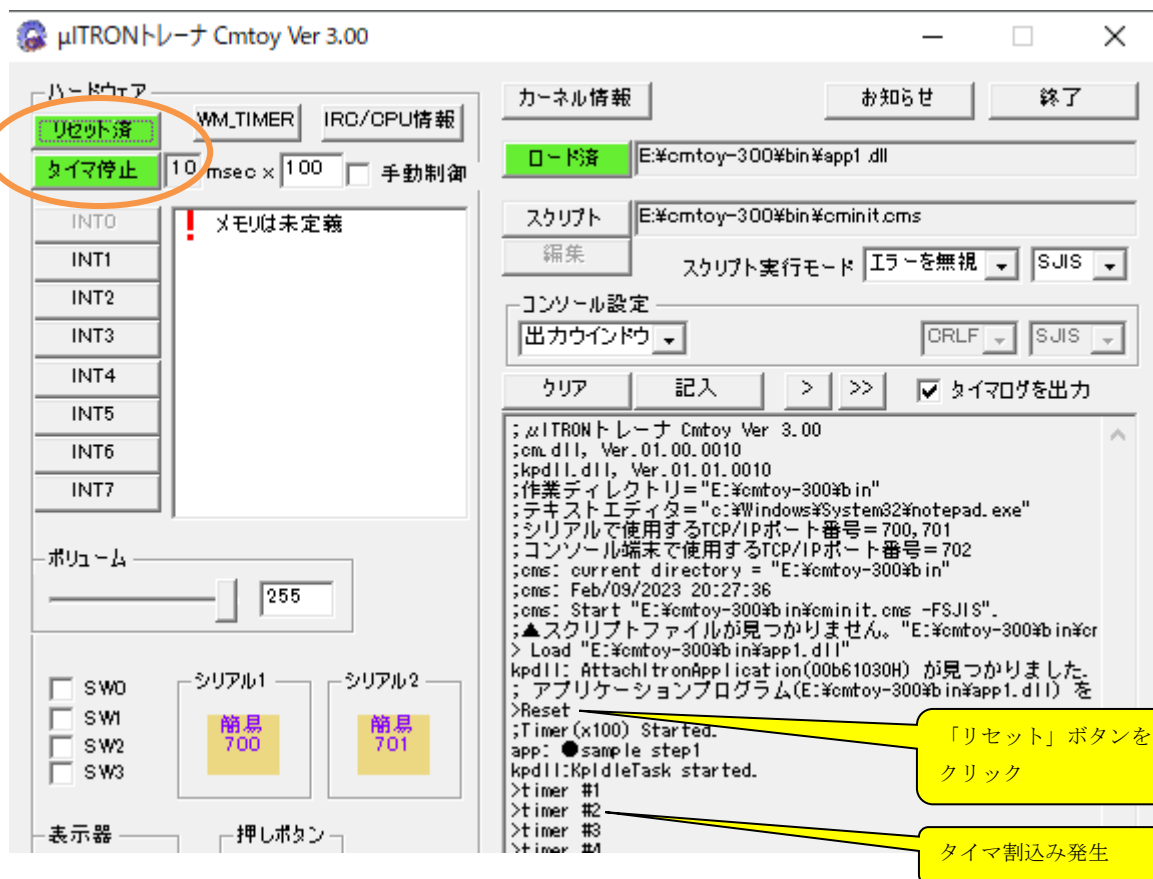 μITRONトレーナ Cmtoy Ver 3.00
ハードウェア
リセット済
WM_TIMER
IRC/CPU情報
タイマ停止
10 msec × 100
手動制御
INT0
INT1
INT2
INT3
INT4
INT5
INT6
INT7
! メモリは未定義
ボリューム
255
SW0
SW1
SW2
SW3
シリアル1
簡易
700
シリアル2
簡易
701
表示器
押しボタン
カーネル情報
お知らせ
終了
ロード済
E:¥cmtoy-300¥bin¥app1.dll
スクリプト
E:¥cmtoy-300¥bin¥cminit.cms
編集
スクリプト実行モード
エラーを無視
SJIS
コンソール設定
出力ウインドウ
CRLF
SJIS
クリア
記入
>
>>
タイマログを出力
;μITRONトレーナ Cmtoy Ver 3.00
;cm.dll, Ver.01.00.0010
;kpdll.dll, Ver.01.01.0010
;作業ディレクトリ="E:¥cmtoy-300¥bin"
;テキストエディタ="c:¥Windows¥System32¥notepad.exe"
;シリアルで使用するTCP/IPポート番号=700,701
;コンソール端末で使用するTCP/IPポート番号=702
;cms: current directory = "E:¥cmtoy-300¥bin"
;cms: Feb/09/2023 20:27:36
;cms: Start "E:¥cmtoy-300¥bin¥cminit.cms -FSJIS".
;▲スクリプトファイルが見つかりません。"E:¥cmtoy-300¥bin¥cr
> Load "E:¥cmtoy-300¥bin¥app1.dll"
kpdll: AttachItronApplication(00b61030H) が見つかりました.
; アプリケーションプログラム(E:¥cmtoy-300¥bin¥app1.dll) を
>Reset
;Timer(x100) Started.
app: ●sample step1
kpdll:KpIdleTask started.
>timer #1
>timer #2
>timer #3
>timer #4
「リセット」ボタンを
クリック
タイマ割込み発生